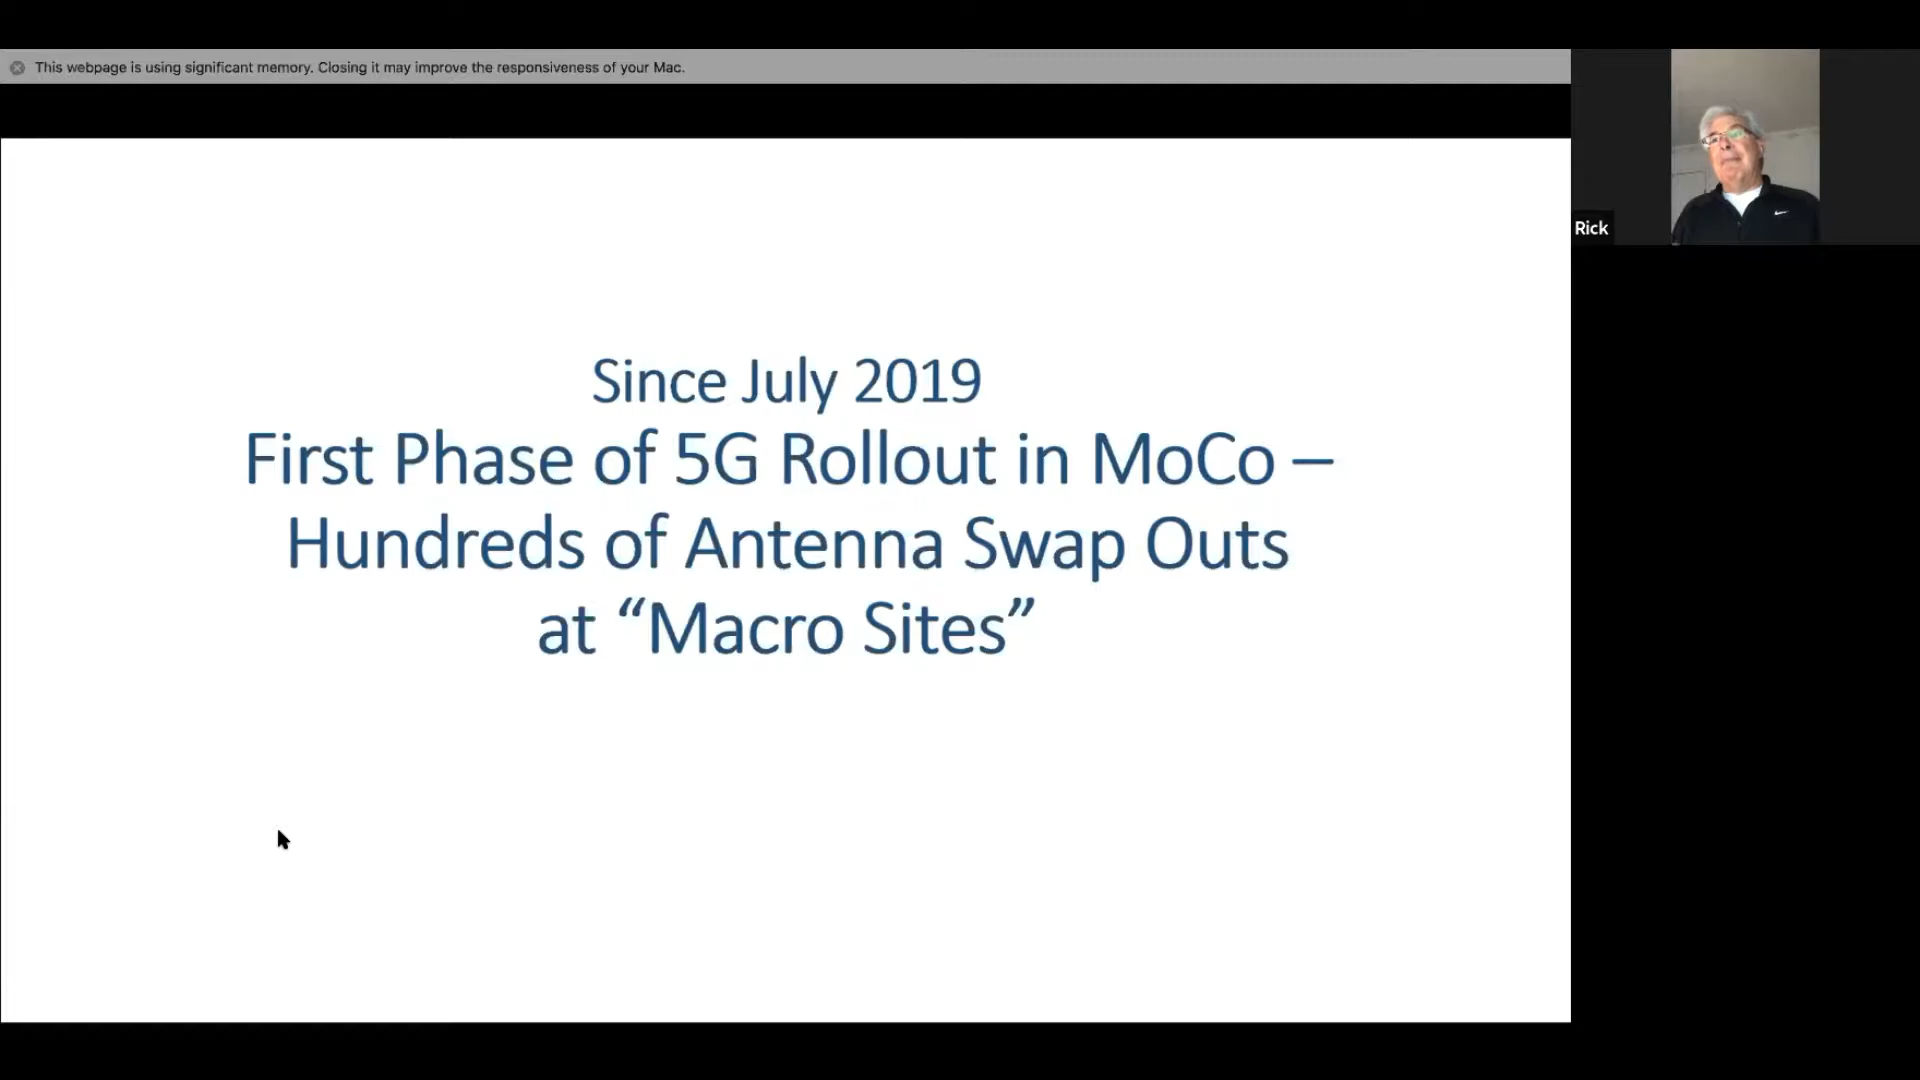 This webpage is using significant memory. Closing it may improve the responsiveness of your Mac.
Rick
Since July 2019
First Phase of 5G Rollout in MoCo –
Hundreds of Antenna Swap Outs
at “Macro Sites”